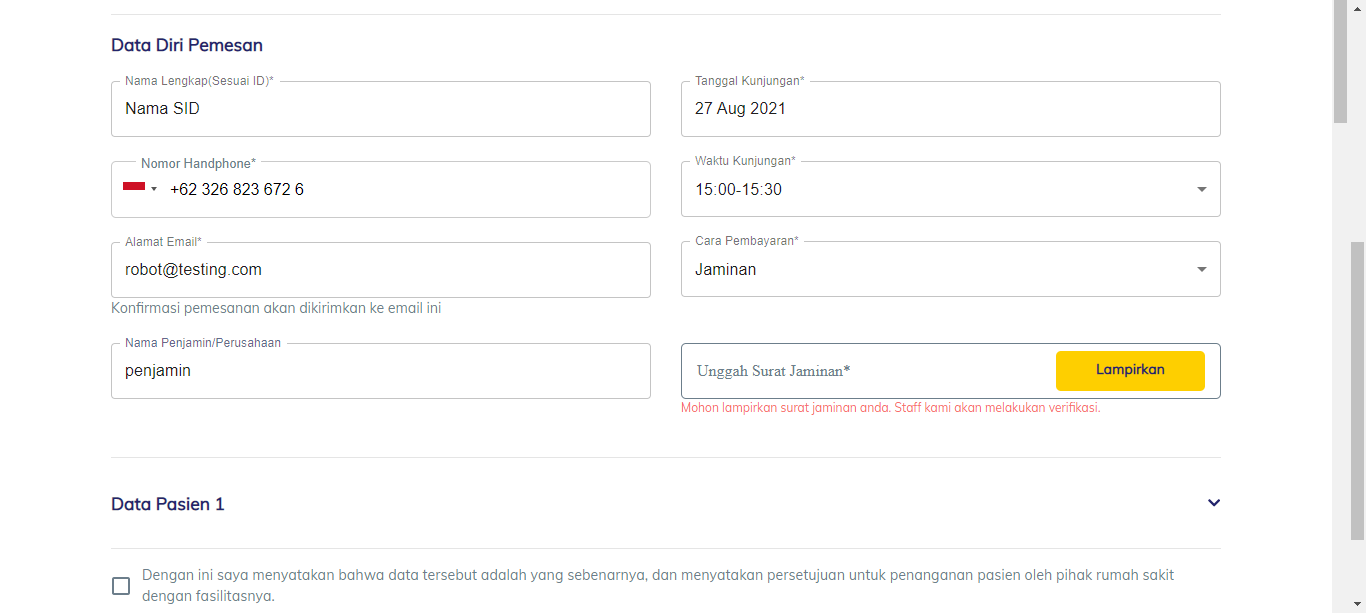 Data Diri Pemesan
Nama Lengkap(Sesuai ID)*
Nama SID
Tanggal Kunjungan*
27 Aug 2021
Nomor Handphone*
+62 326 823 672 6
Waktu Kunjungan*
15:00-15:30
Alamat Email*
robot@testing.com
Konfirmasi pemesanan akan dikirimkan ke email ini
Cara Pembayaran*
Jaminan
Nama Penjamin/Perusahaan
penjamin
Unggah Surat Jaminan*
Lampirkan
Mohon lampirkan surat jaminan anda. Staff kami akan melakukan verifikasi.
Data Pasien 1
Dengan ini saya menyatakan bahwa data tersebut adalah yang sebenarnya, dan menyatakan persetujuan untuk penanganan pasien oleh pihak rumah sakit
dengan fasilitasnya.